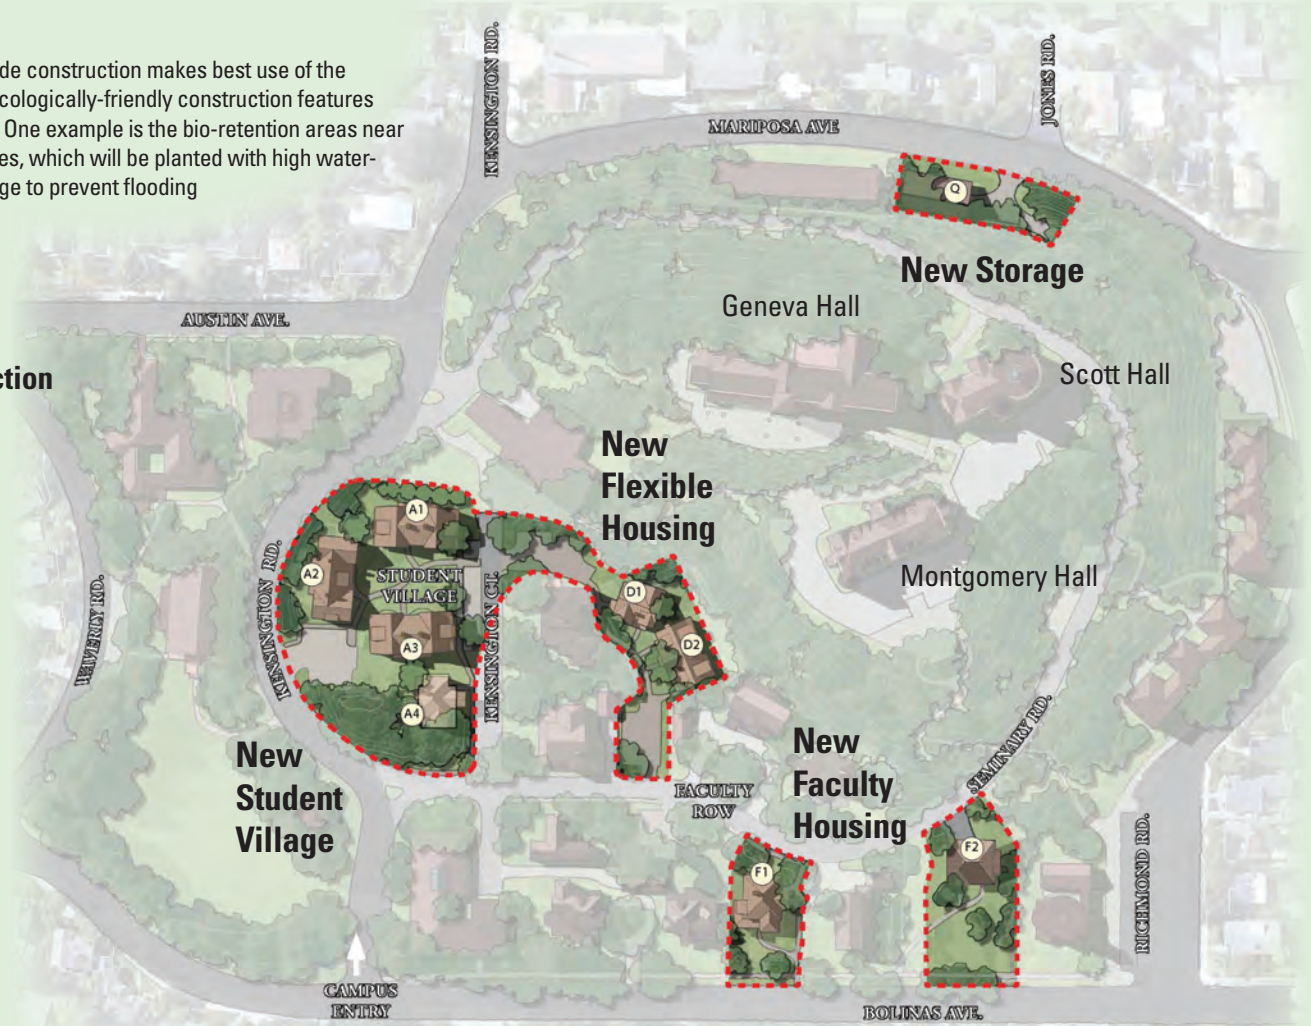 de construction makes best use of the
cologically-friendly construction features
One example is the bio-retention areas near
es, which will be planted with high water-
ge to prevent flooding
ction
KENSINGTON RD.
JONES RD.
MARIPOSA AVE
Q
New Storage
Geneva Hall
AUSTIN AVE.
Scott Hall
New
Flexible
Housing
A1
A2
STUDENT
VILLAGE
A3
A4
KENSINGTON RD.
KENSINGTON CT.
WAVERLY RD.
D1
D2
Montgomery Hall
New
Student
Village
FACULTY
ROW
New
Faculty
Housing
SEMINARY RD.
F1
F2
RICHMOND RD.
CAMPUS
ENTRY
BOLINAS AVE.